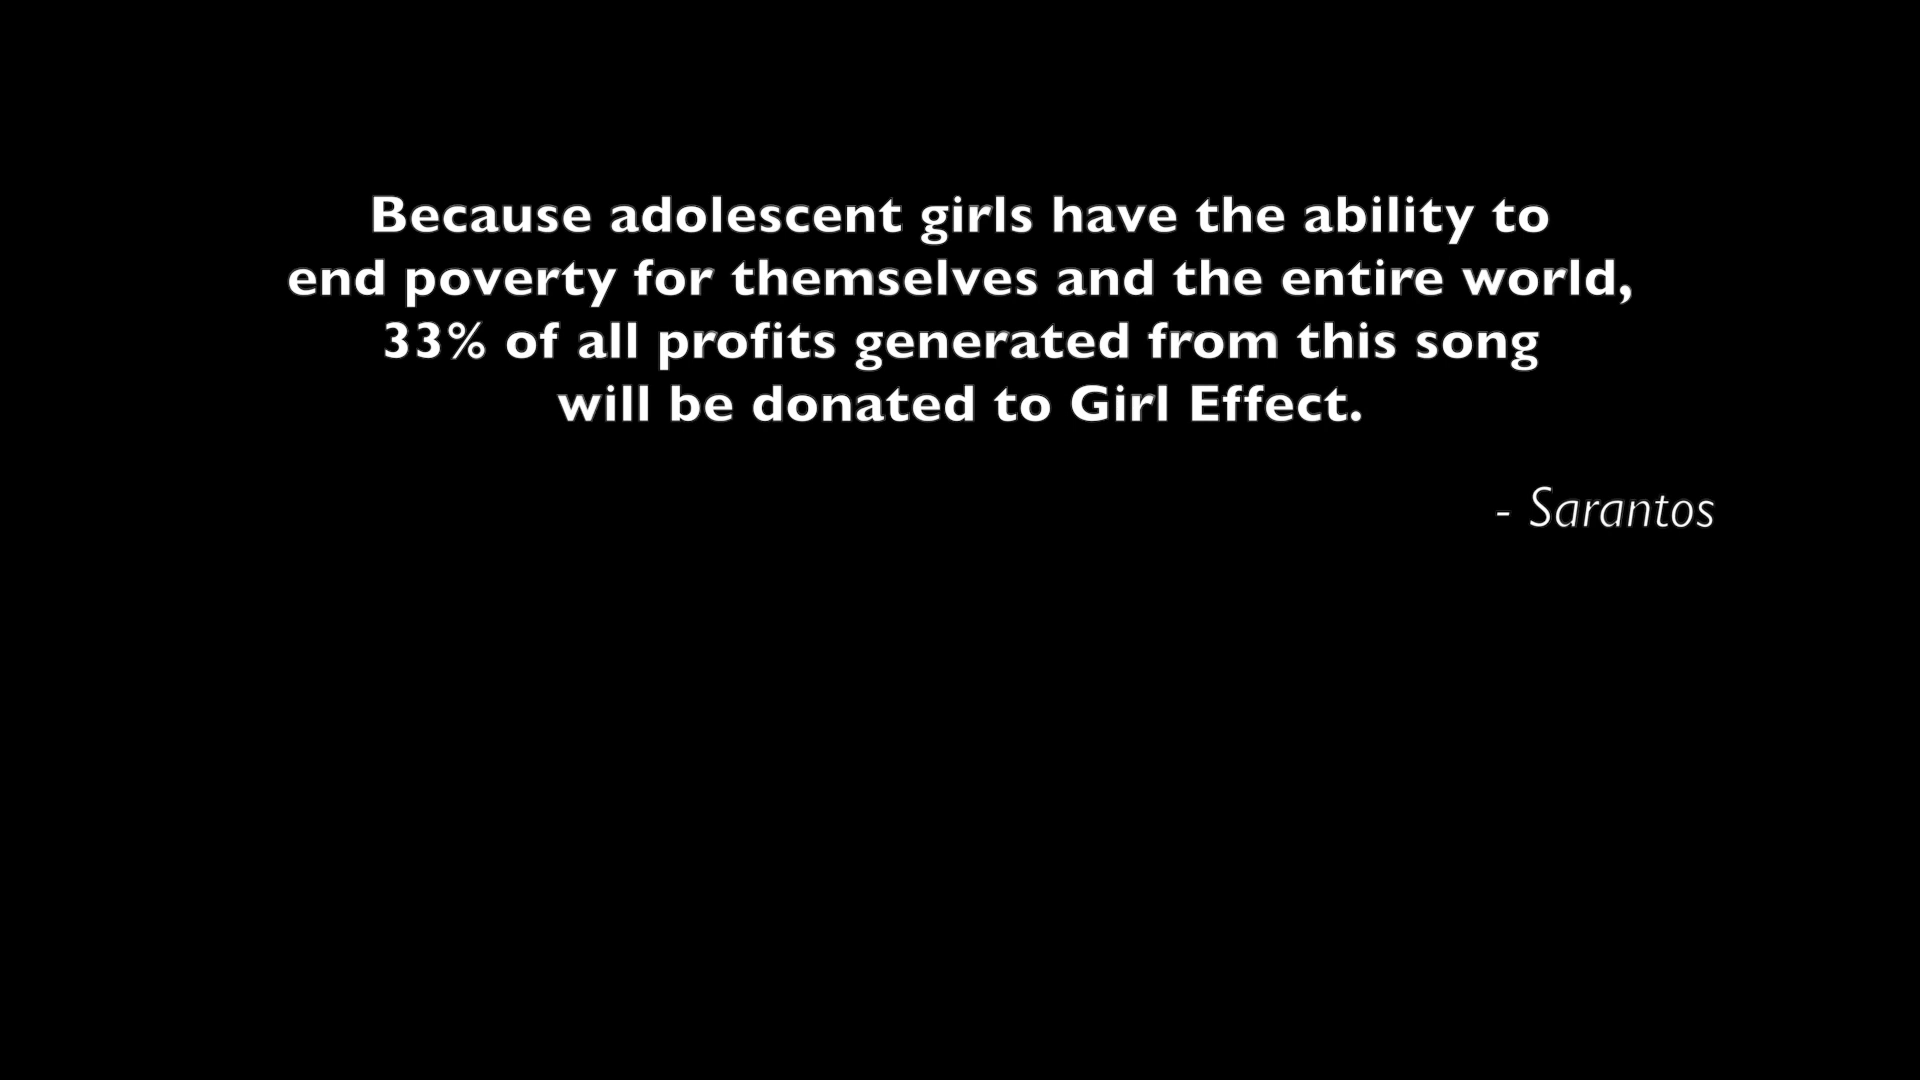 Because adolescent girls have the ability to
end poverty for themselves and the entire world,
33% of all profits generated from this song
will be donated to Girl Effect.
- Sarantos